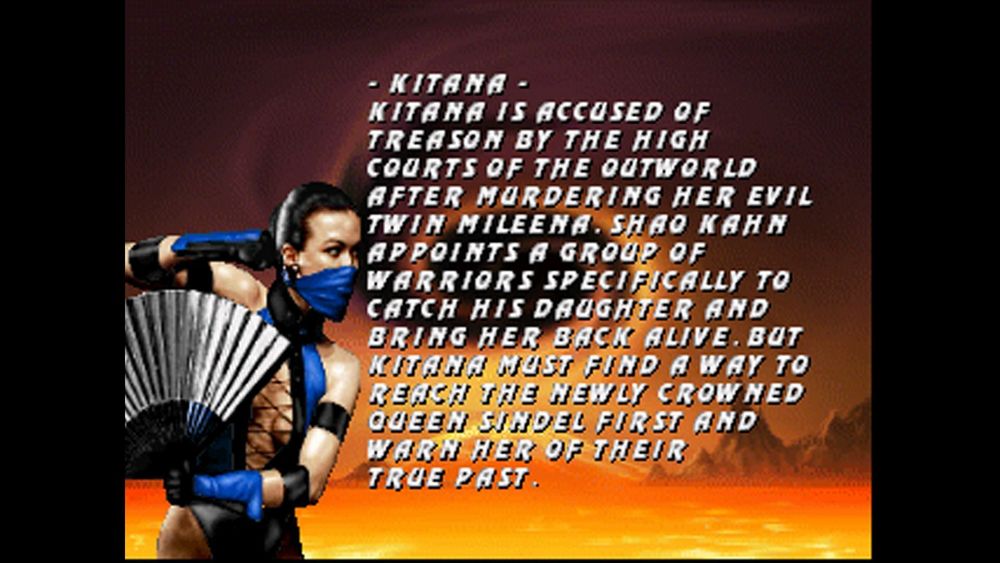 - KITANA -
KITANA IS ACCUSED OF
TREASON BY THE HIGH
COURTS OF THE OUTWORLD
AFTER MURDERING HER EVIL
TWIN MILEENA. SHAO KAHN
APPOINTS A GROUP OF
WARRIORS SPECIFICALLY TO
CATCH HIS DAUGHTER AND
BRING HER BACK ALIVE. BUT
KITANA MUST FIND A WAY TO
REACH THE NEWLY CROWNED
QUEEN SINDEL FIRST AND
WARN HER OF THEIR
TRUE PAST.